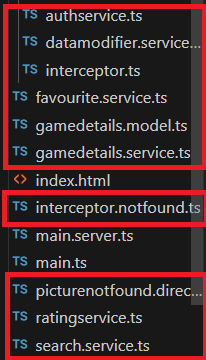 TS authservice.ts
TS datamodifier.service...
TS interceptor.ts
TS favourite.service.ts
TS gamedetails.model.ts
TS gamedetails.service.ts
<> index.html
TS interceptor.notfound.ts
TS main.server.ts
TS main.ts
TS picturenotfound.direc...
TS ratingservice.ts
TS search.service.ts